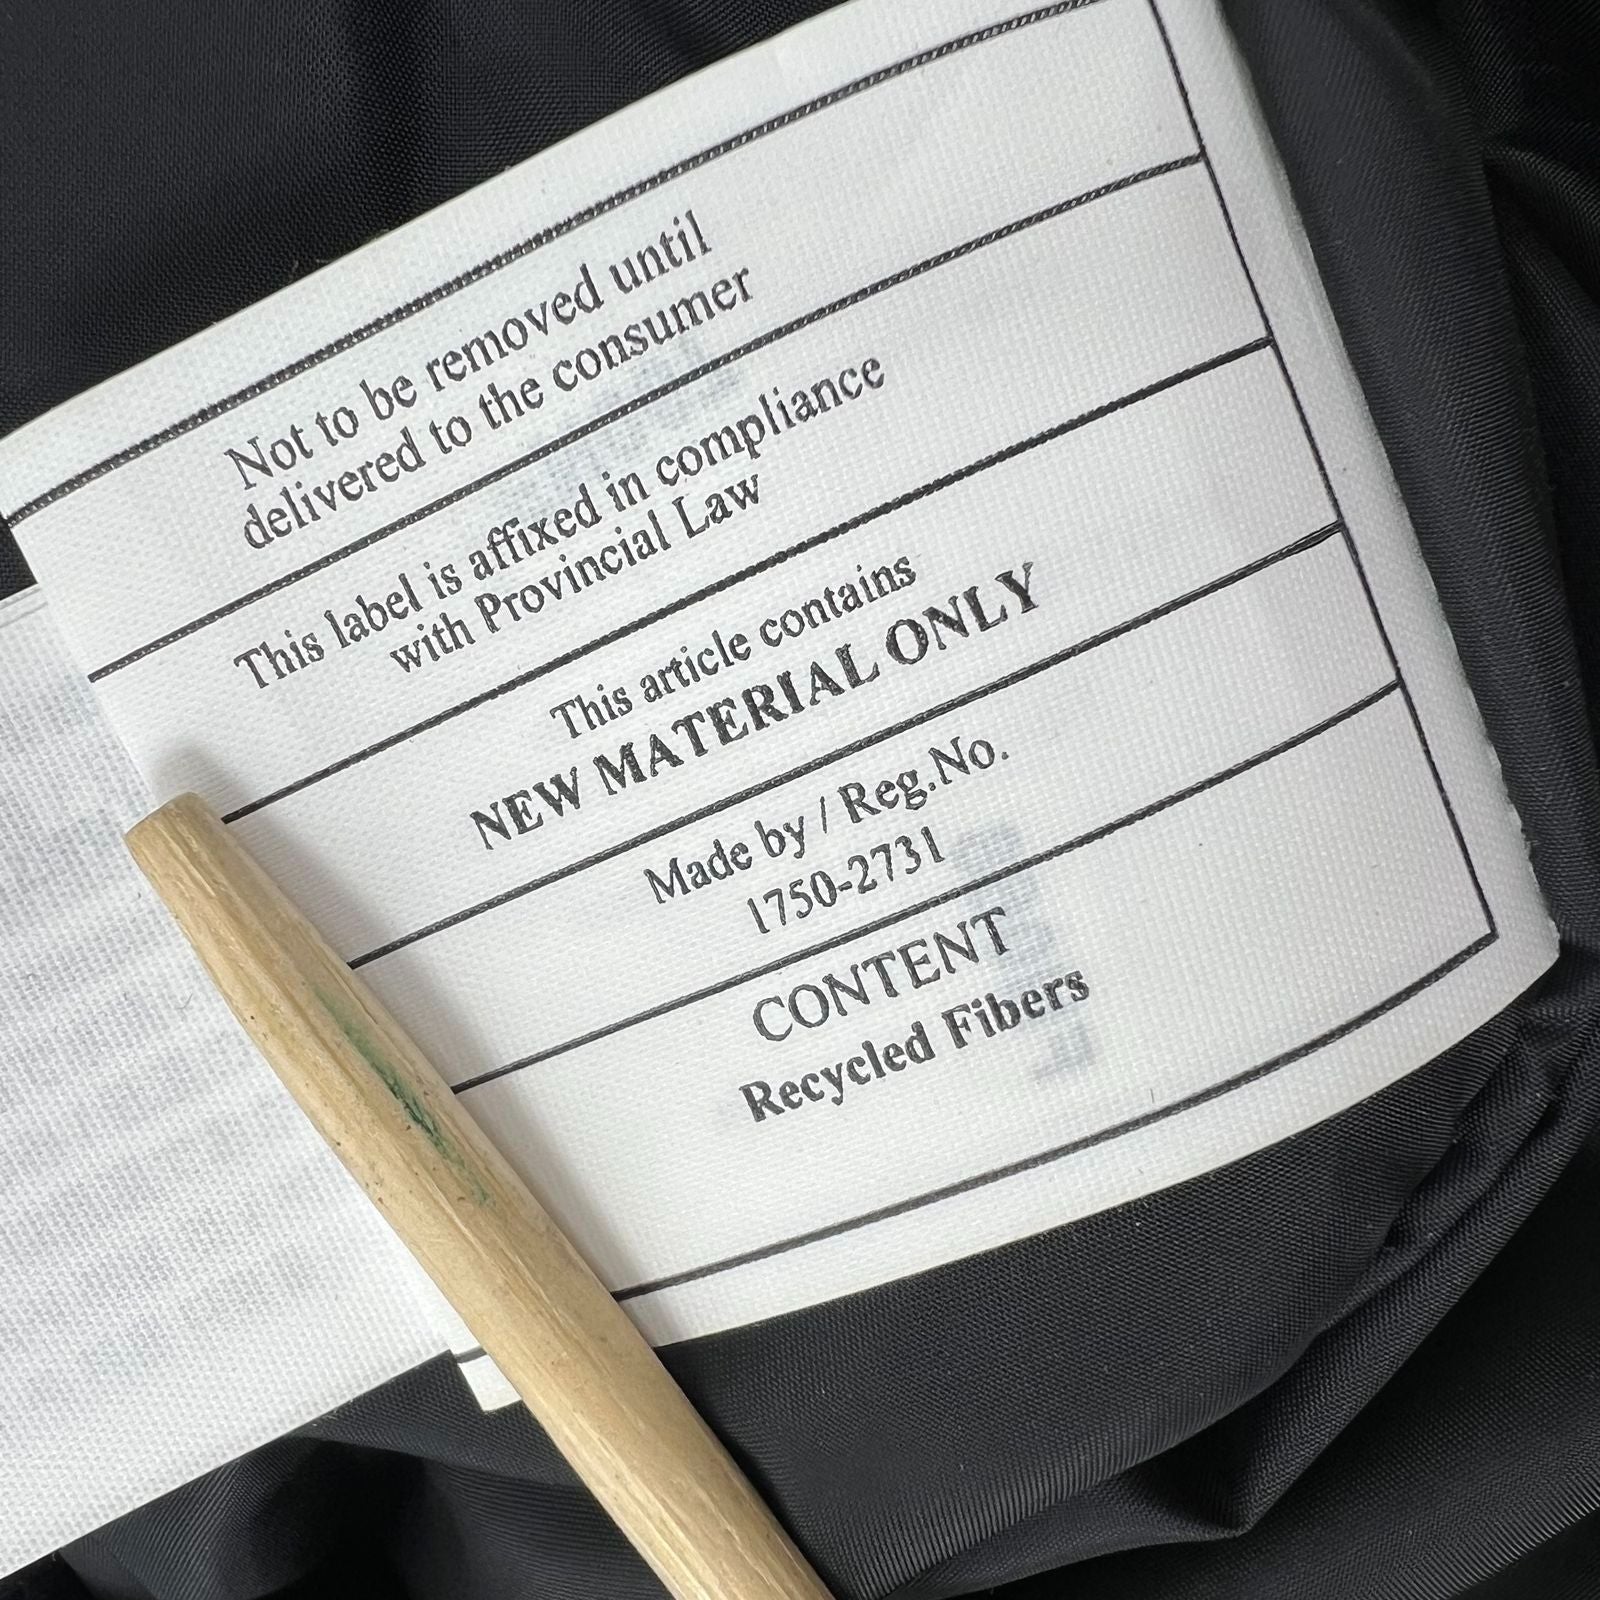 Not to be removed until
delivered to the consumer
This label is affixed in compliance
with Provincial Law
This article contains
NEW MATERIAL ONLY
Made by / Reg.No.
1750-2731
CONTENT
Recycled Fibers